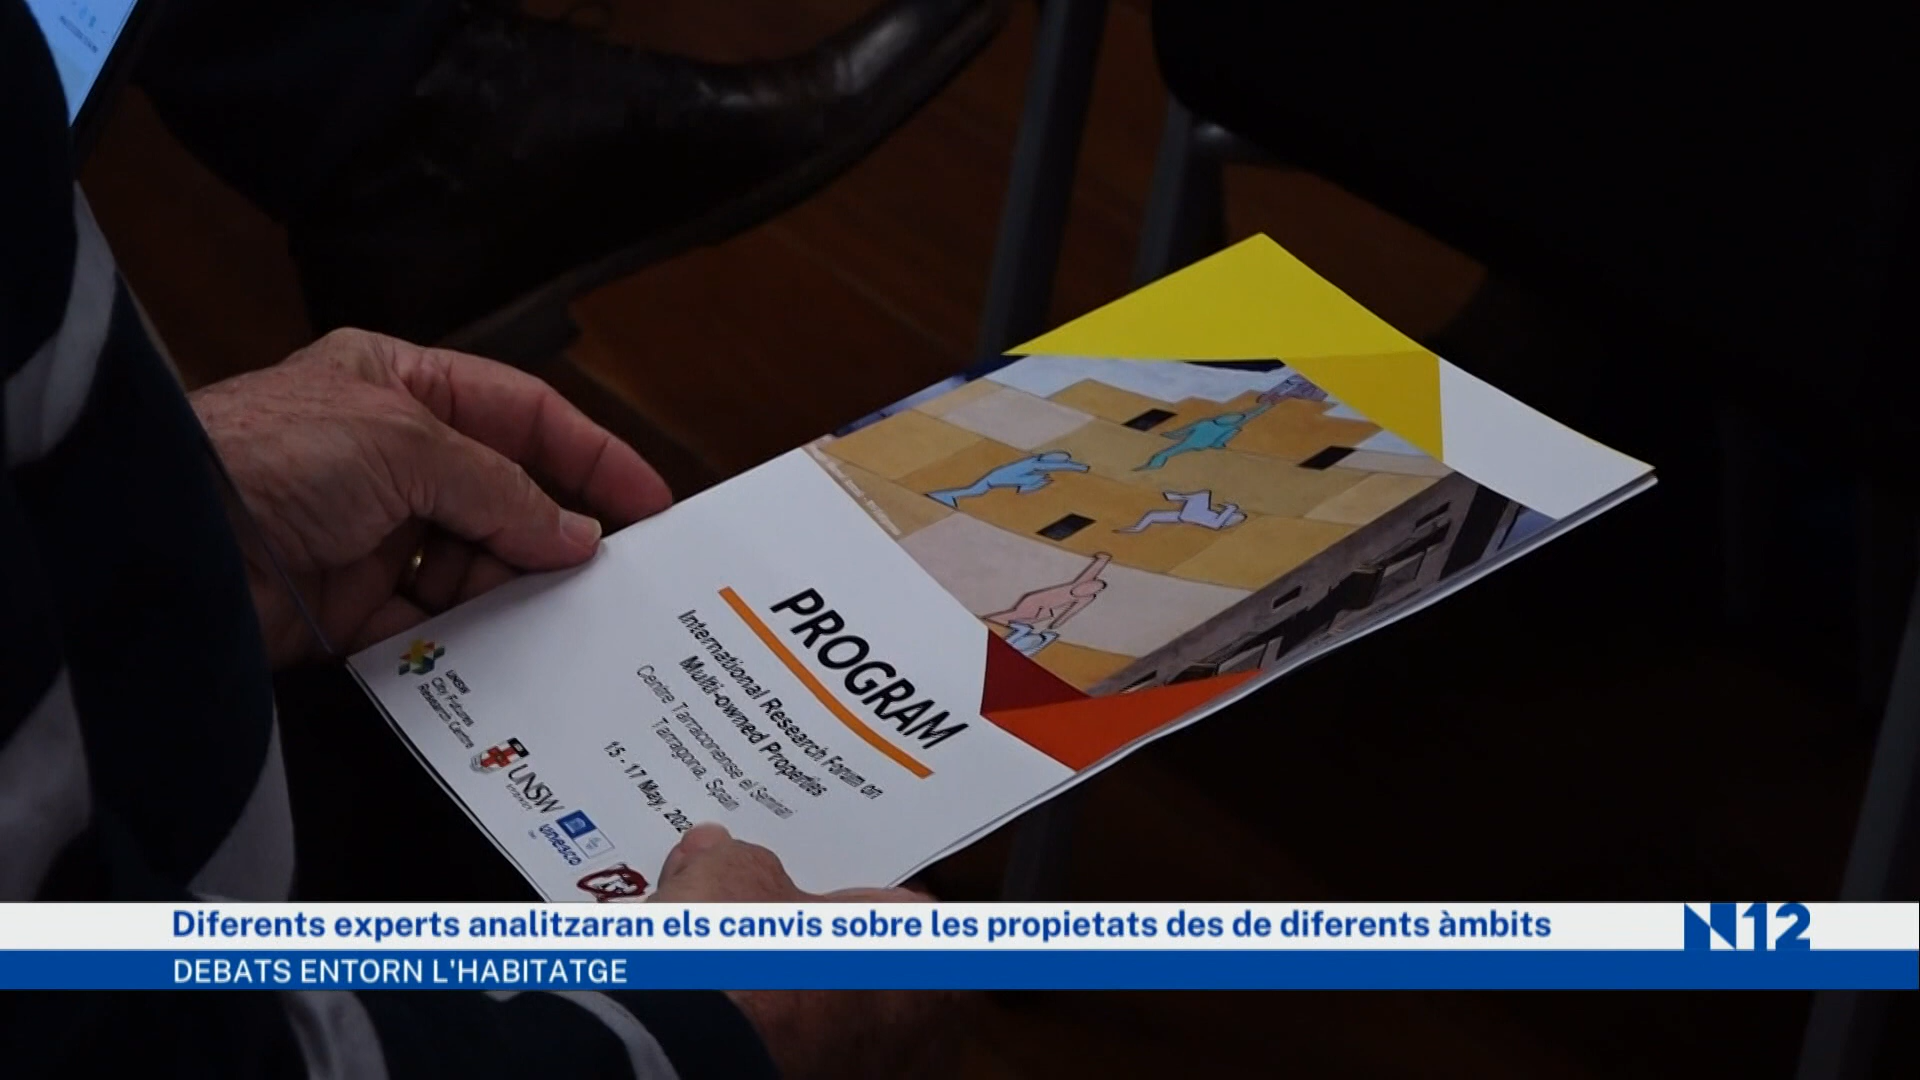 PROGRAM
International Research Forum on
Multi-owned Properties
Centre Tarraconense el Seminari
Tarragona, Spain
15 - 17 May, 202
UNSW
City Futures
Research Centre
UNSW
SYDNEY
unesco
Diferents experts analitzaran els canvis sobre les propietats des de diferents àmbits
N12
DEBATS ENTORN L'HABITATGE